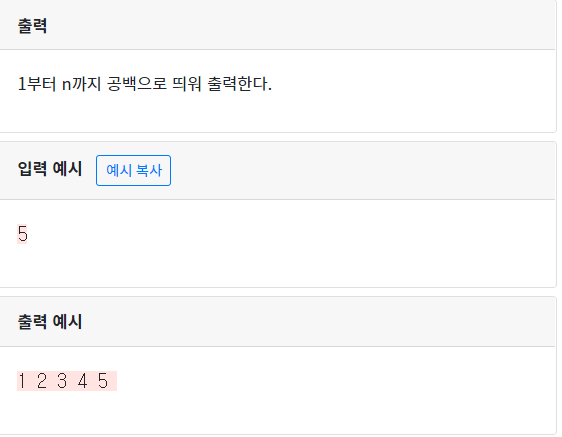 출력
1부터 n까지 공백으로 띄워 출력한다.
입력 예시 예시 복사
5
출력 예시
1 2 3 4 5